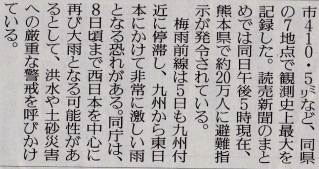 市410・5㍉など、同県
の7地点で観測史上最大を
記録した。読売新聞のまと
めでは同日午後5時現在、
熊本県で約20万人に避難指
示が発令されている。
梅雨前線は5日も九州付
近に停滞し、九州から東日
本にかけて非常に激しい雨
となる恐れがある。同庁は、
8日頃まで西日本を中心に
再び大雨となる可能性があ
るとして、洪水や土砂災害
への厳重な警戒を呼びかけ
ている。